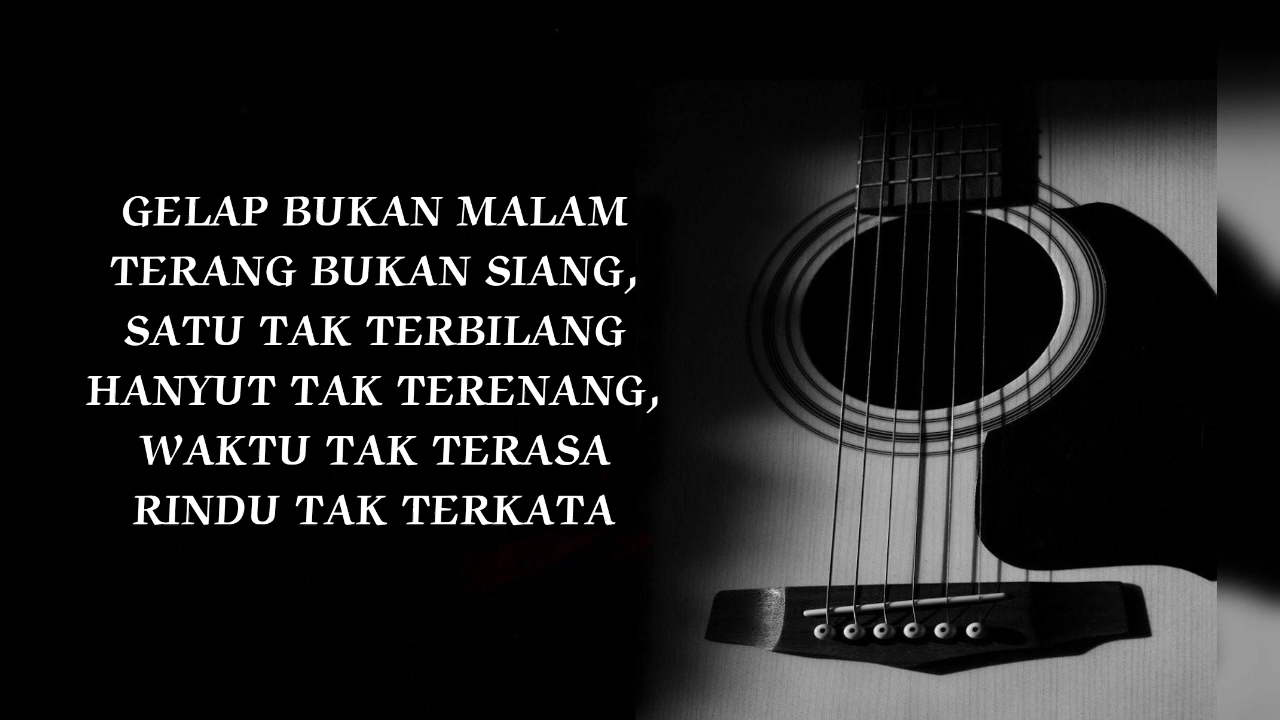 GELAP BUKAN MALAM
TERANG BUKAN SIANG,
SATU TAK TERBILANG
HANYUT TAK TERENANG,
WAKTU TAK TERASA
RINDU TAK TERKATA